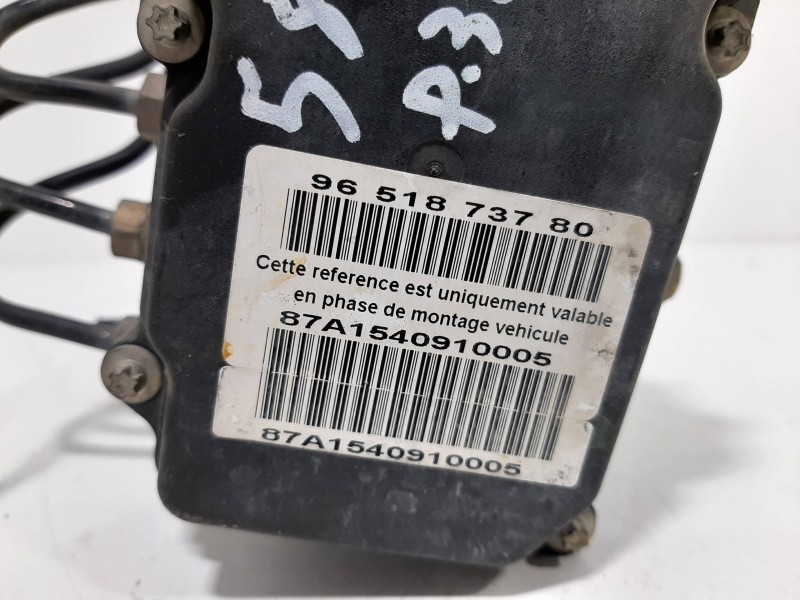 96 518 737 80
Cette reference est uniquement valable
en phase de montage vehicule
87A1540910005
87A1540910005